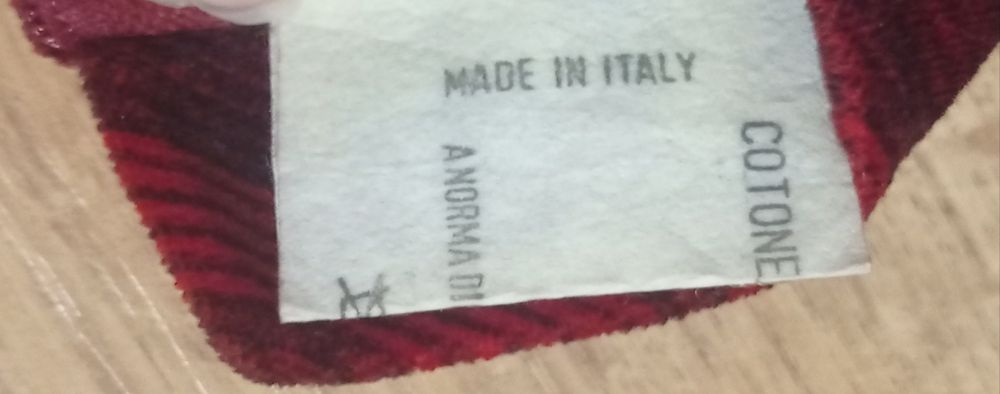 MADE IN ITALY
A NORMA DI
COTONE